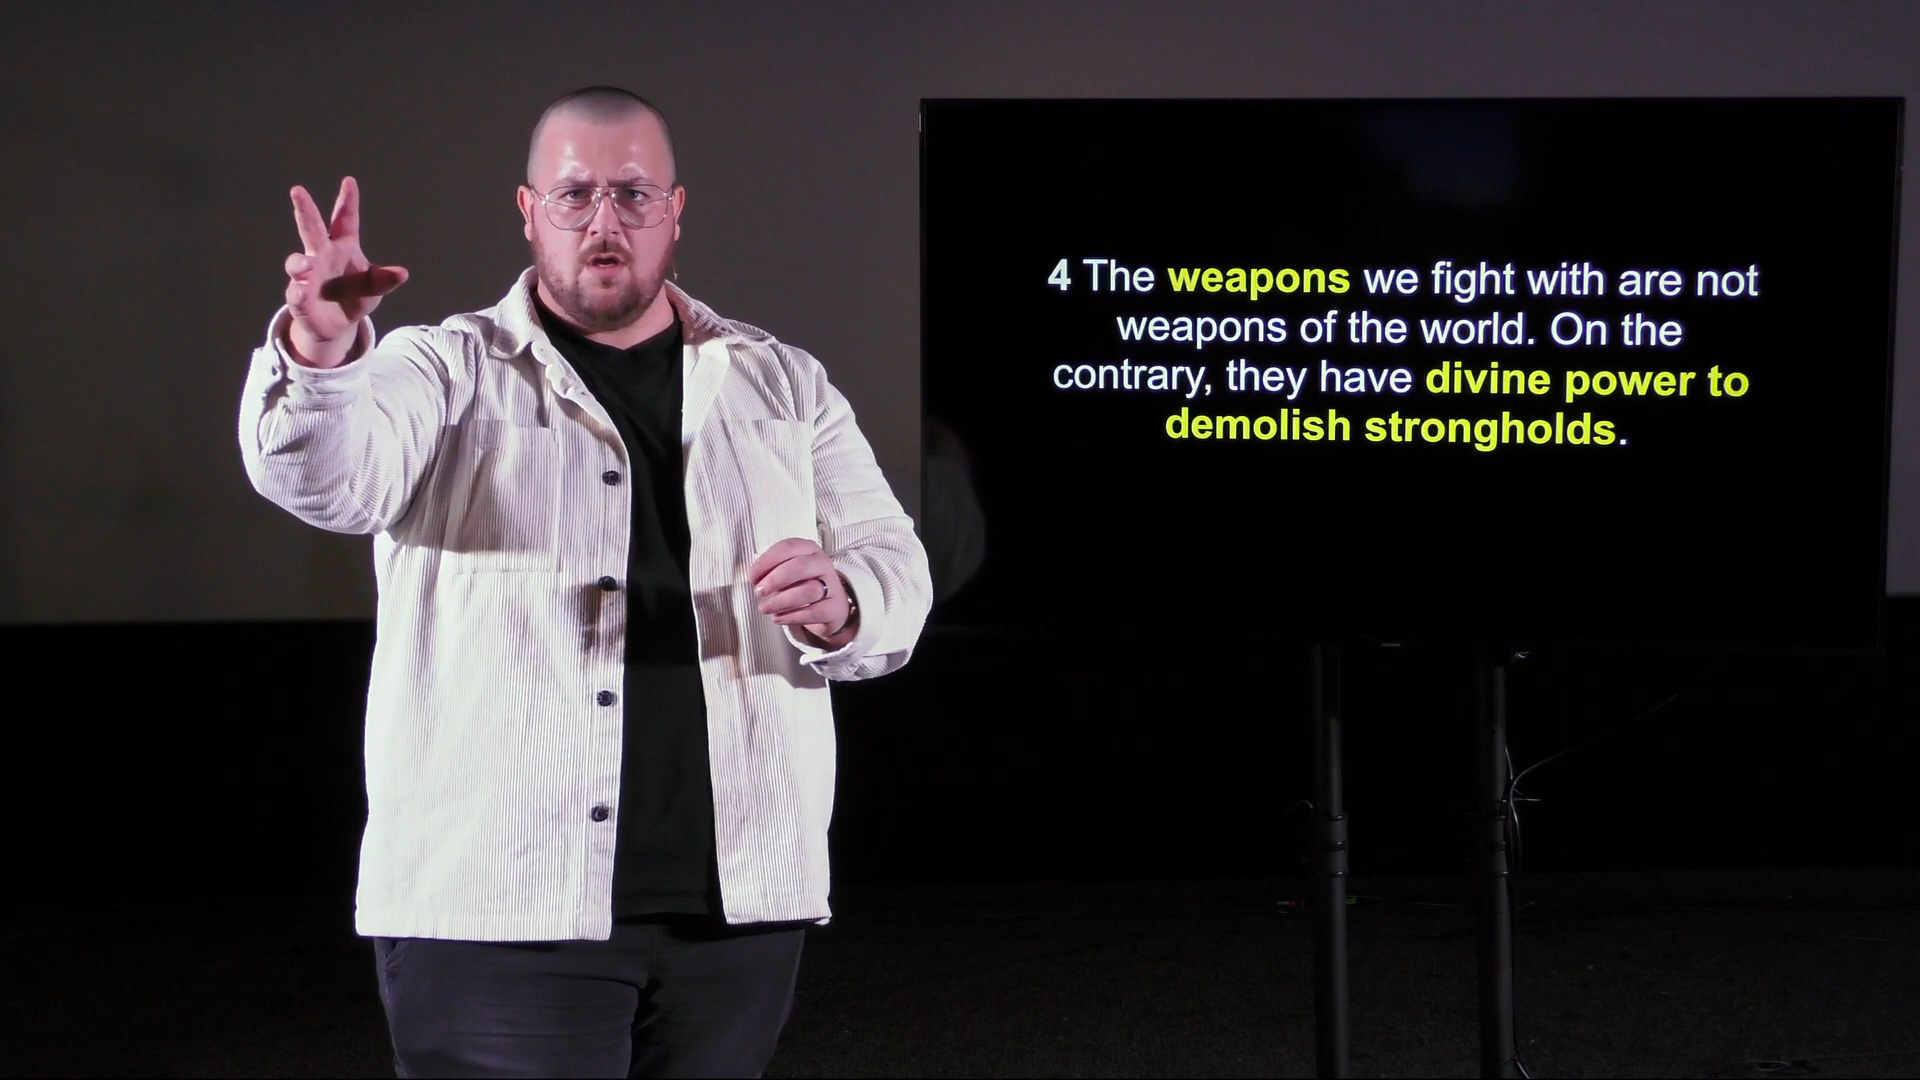 4 The weapons we fight with are not
weapons of the world. On the
contrary, they have divine power to
demolish strongholds.